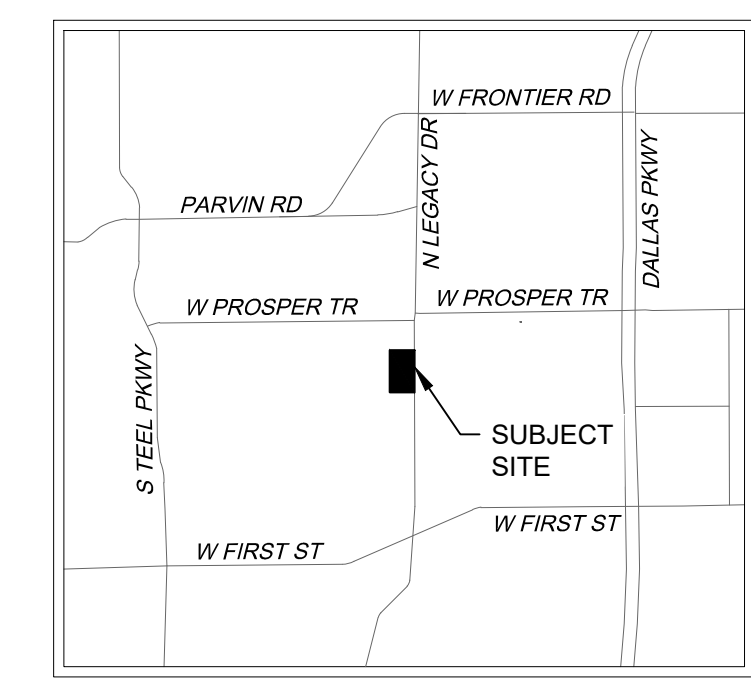 W FRONTIER RD
N LEGACY DR
DALLAS PKWY
PARVIN RD
W PROSPER TR
W PROSPER TR
S TEEL PKWY
SUBJECT
SITE
W FIRST ST
W FIRST ST